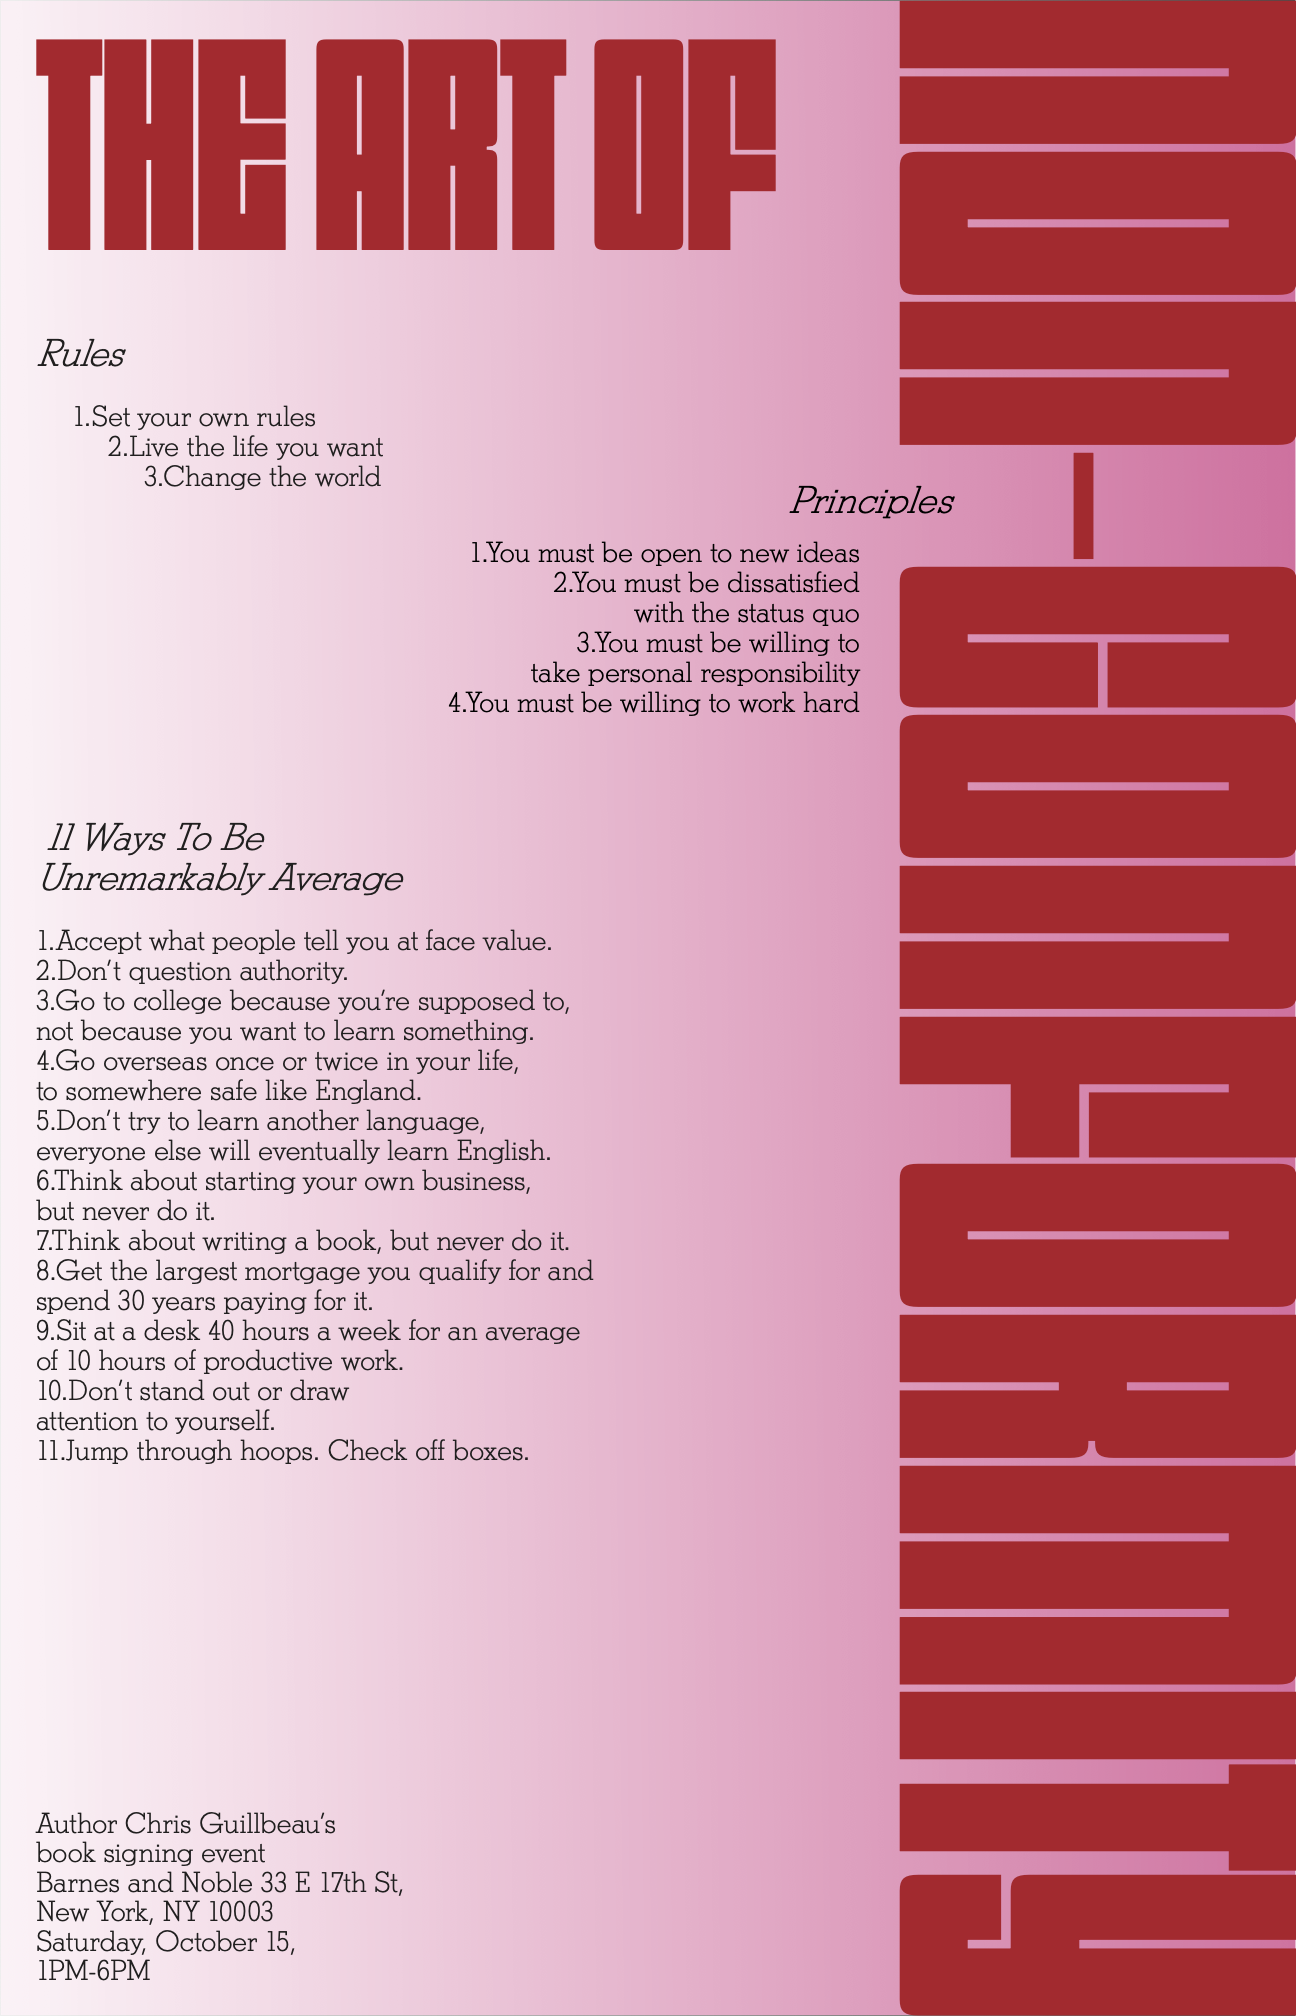 THE ART OF
NON-CONFORMITY
Rules
1.Set your own rules
2.Live the life you want
3.Change the world
Principles
1.You must be open to new ideas
2.You must be dissatisfied
with the status quo
3.You must be willing to
take personal responsibility
4.You must be willing to work hard
11 Ways To Be
Unremarkably Average
1.Accept what people tell you at face value.
2.Don't question authority.
3.Go to college because you're supposed to,
not because you want to learn something.
4.Go overseas once or twice in your life,
to somewhere safe like England.
5.Don't try to learn another language,
everyone else will eventually learn English.
6.Think about starting your own business,
but never do it.
7.Think about writing a book, but never do it.
8.Get the largest mortgage you qualify for and
spend 30 years paying for it.
9.Sit at a desk 40 hours a week for an average
of 10 hours of productive work.
10.Don't stand out or draw
attention to yourself.
11.Jump through hoops. Check off boxes.
Author Chris Guillbeau's
book signing event
Barnes and Noble 33 E 17th St,
New York, NY 10003
Saturday, October 15,
1PM-6PM